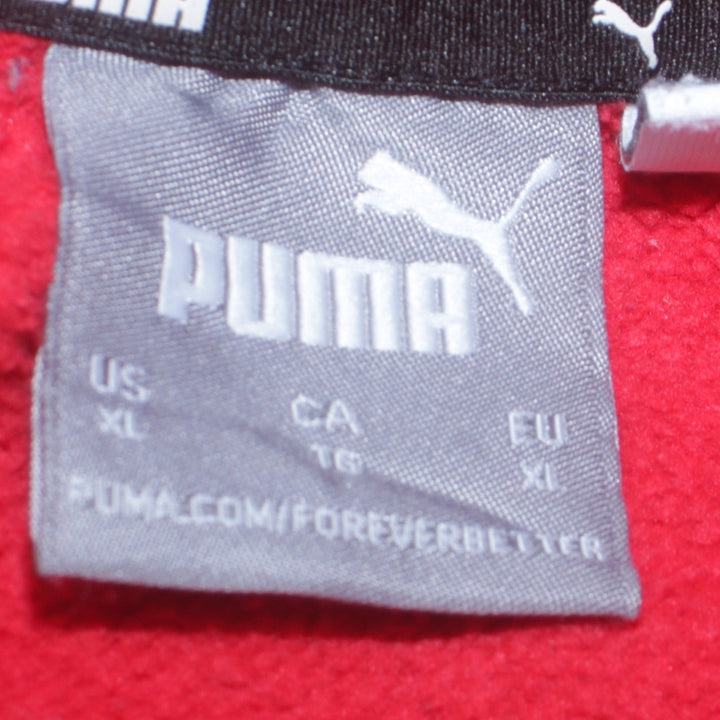 PUMA
US CA EU
XL TG XL
PUMA.COM/FOREVERBETTER